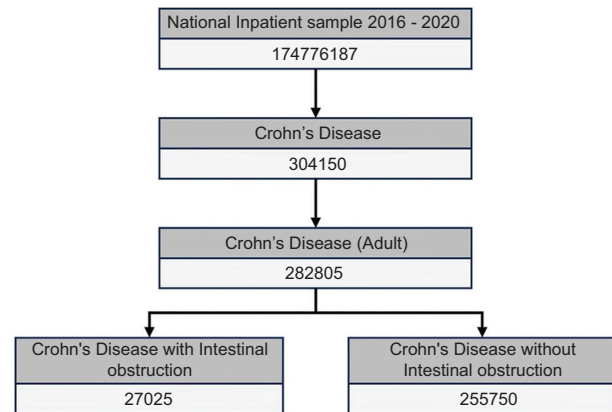 National Inpatient sample 2016 - 2020
174776187
Crohn’s Disease
304150
Crohn’s Disease (Adult)
282805
Crohn's Disease with Intestinal
obstruction
27025
Crohn's Disease without
Intestinal obstruction
255750